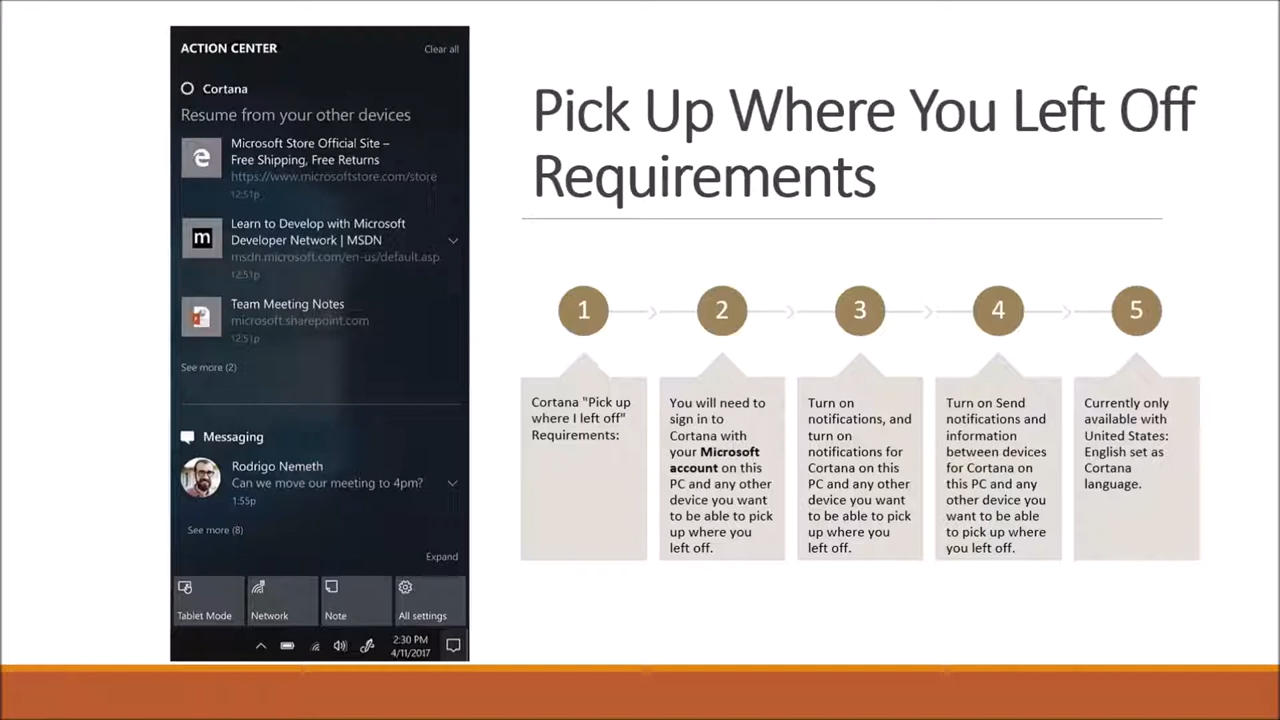 ACTION CENTER
Clear all
Cortana
Resume from your other devices
Microsoft Store Official Site –
Free Shipping, Free Returns
https://www.microsoftstore.com/store
12:51p
m
Learn to Develop with Microsoft
Developer Network | MSDN
msdn.microsoft.com/en-us/default.asp
12:51p
Team Meeting Notes
microsoft.sharepoint.com
12:51p
See more (2)
Messaging
Rodrigo Nemeth
Can we move our meeting to 4pm?
1:55p
See more (8)
Expand
Tablet Mode
Network
Note
All settings
2:30 PM
4/11/2017
Pick Up Where You Left Off
Requirements
1
2
3
4
5
Cortana "Pick up
where I left off"
Requirements:
You will need to
sign in to
Cortana with
your Microsoft
account on this
PC and any other
device you want
to be able to pick
up where you
left off.
Turn on
notifications, and
turn on
notifications for
Cortana on this
PC and any other
device you want
to be able to pick
up where you
left off.
Turn on Send
notifications and
information
between devices
for Cortana on
this PC and any
other device you
want to be able
to pick up where
you left off.
Currently only
available with
United States:
English set as
Cortana
language.